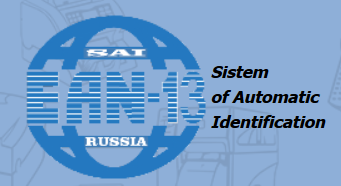 SAI
EAN-13
RUSSIA
Sistem
of Automatic
Identification